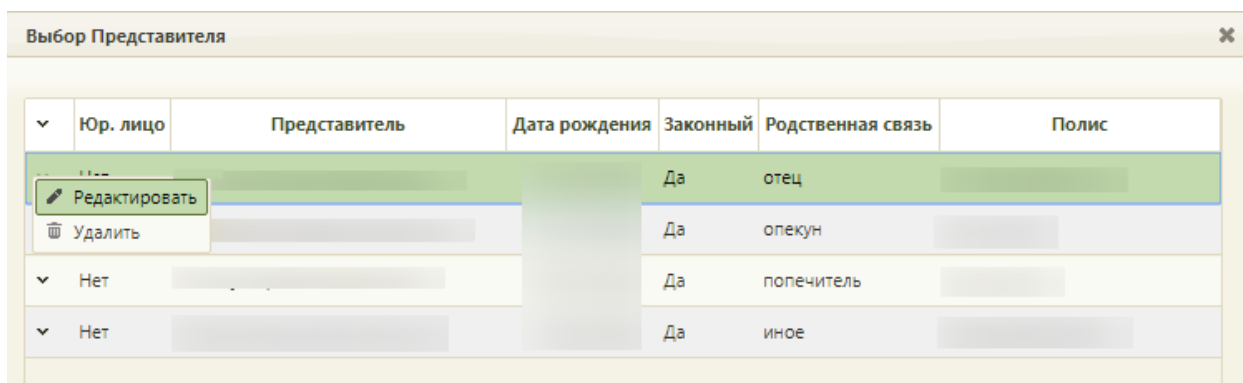 Выбор Представителя
Юр. лицо Представитель Дата рождения Законный Родственная связь Полис
Да отец
Редактировать
Удалить
Да опекун
Нет Да попечитель
Нет Да иное